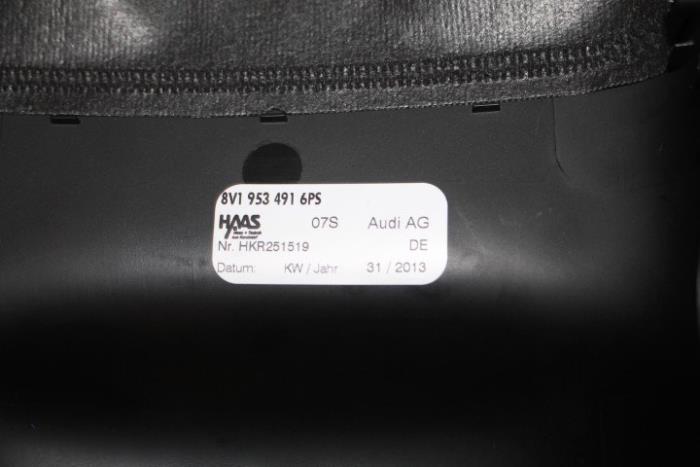 8V1 953 491 6PS
HAAS 07S Audi AG
Nr. HKR251519 DE
Datum: KW / Jahr 31 / 2013